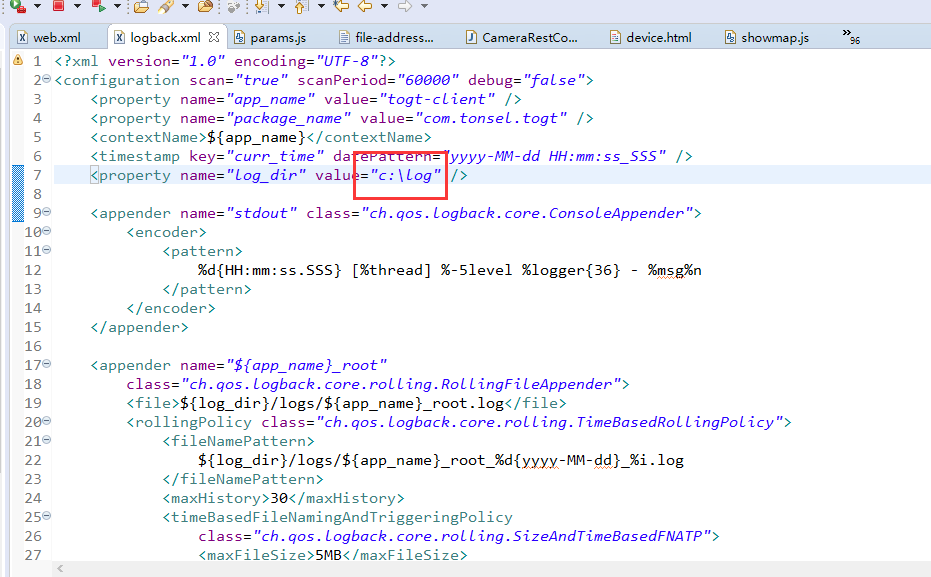 web.xml logback.xml params.js file-address... CameraRestCo... device.html showmap.js »96
1 <?xml version="1.0" encoding="UTF-8"?>
2 <configuration scan="true" scanPeriod="60000" debug="false">
3 <property name="app_name" value="togt-client" />
4 <property name="package_name" value="com.tonsel.togt" />
5 <contextName>${app_name}</contextName>
6 <timestamp key="curr_time" datePattern="yyyy-MM-dd HH:mm:ss_SSS" />
7 <property name="log_dir" value="c:\log" />
8
9 <appender name="stdout" class="ch.qos.logback.core.ConsoleAppender">
10 <encoder>
11 <pattern>
12 %d{HH:mm:ss.SSS} [%thread] %-5level %logger{36} - %msg%n
13 </pattern>
14 </encoder>
15 </appender>
16
17 <appender name="${app_name}_root"
18 class="ch.qos.logback.core.rolling.RollingFileAppender">
19 <file>${log_dir}/logs/${app_name}_root.log</file>
20 <rollingPolicy class="ch.qos.logback.core.rolling.TimeBasedRollingPolicy">
21 <fileNamePattern>
22 ${log_dir}/logs/${app_name}_root_%d{yyyy-MM-dd}_%i.log
23 </fileNamePattern>
24 <maxHistory>30</maxHistory>
25 <timeBasedFileNamingAndTriggeringPolicy
26 class="ch.qos.logback.core.rolling.SizeAndTimeBasedFNATP">
27 <maxFileSize>5MB</maxFileSize>